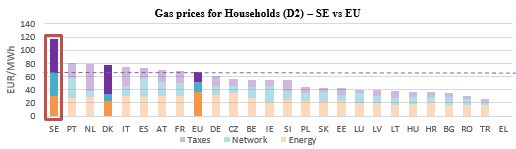 Gas prices for Households (D2) – SE vs EU
EUR/MWh
140
120
100
80
60
40
20
0
SE PT NL DK IT ES AT FR EU DE CZ BE IE SI PL SK EE LU LV LT HU HR BG RO TR EL
Taxes Network Energy